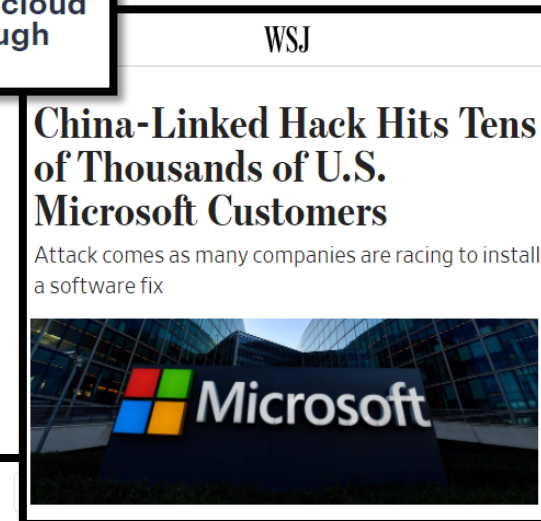 cloud
ugh
WSJ
China-Linked Hack Hits Tens
of Thousands of U.S.
Microsoft Customers
Attack comes as many companies are racing to install
a software fix
Microsoft